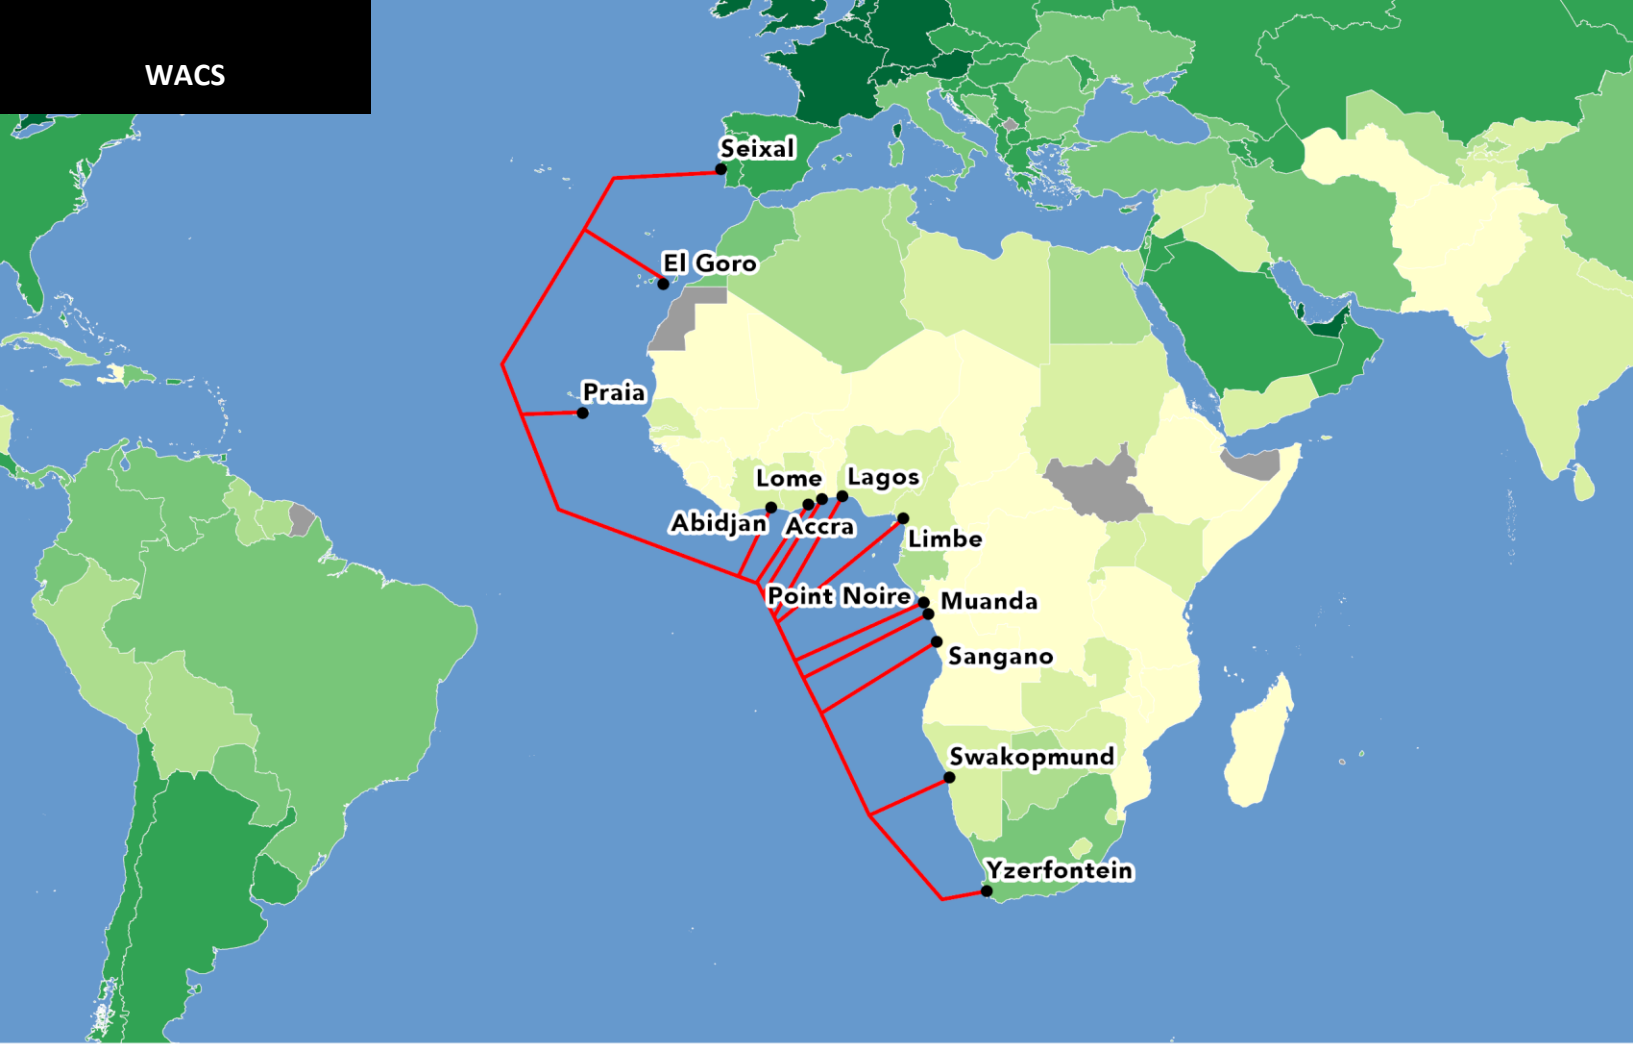 WACS
Seixal
El Goro
Praia
Lome
Lagos
Abidjan
Accra
Limbe
Point Noire
Muanda
Sangano
Swakopmund
Yzerfontein